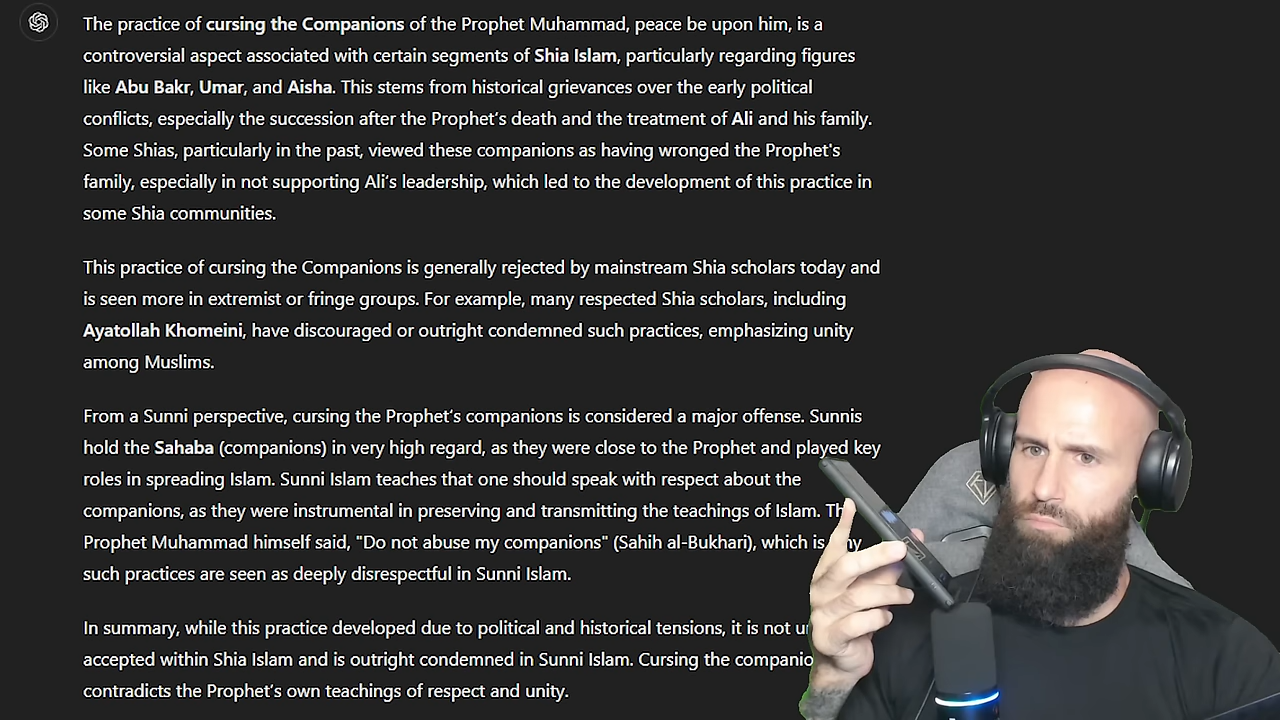 The practice of cursing the Companions of the Prophet Muhammad, peace be upon him, is a
controversial aspect associated with certain segments of Shia Islam, particularly regarding figures
like Abu Bakr, Umar, and Aisha. This stems from historical grievances over the early political
conflicts, especially the succession after the Prophet's death and the treatment of Ali and his family.
Some Shias, particularly in the past, viewed these companions as having wronged the Prophet's
family, especially in not supporting Ali's leadership, which led to the development of this practice in
some Shia communities.
This practice of cursing the Companions is generally rejected by mainstream Shia scholars today and
is seen more in extremist or fringe groups. For example, many respected Shia scholars, including
Ayatollah Khomeini, have discouraged or outright condemned such practices, emphasizing unity
among Muslims.
From a Sunni perspective, cursing the Prophet's companions is considered a major offense. Sunnis
hold the Sahaba (companions) in very high regard, as they were close to the Prophet and played key
roles in spreading Islam. Sunni Islam teaches that one should speak with respect about the
companions, as they were instrumental in preserving and transmitting the teachings of Islam.
Prophet Muhammad himself said, "Do not abuse my companions" (Sahih al-Bukhari), which is
such practices are seen as deeply disrespectful in Sunni Islam.
In summary, while this practice developed due to political and historical tensions, it is not
accepted within Shia Islam and is outright condemned in Sunni Islam. Cursing the
contradicts the Prophet's own teachings of respect and unity.